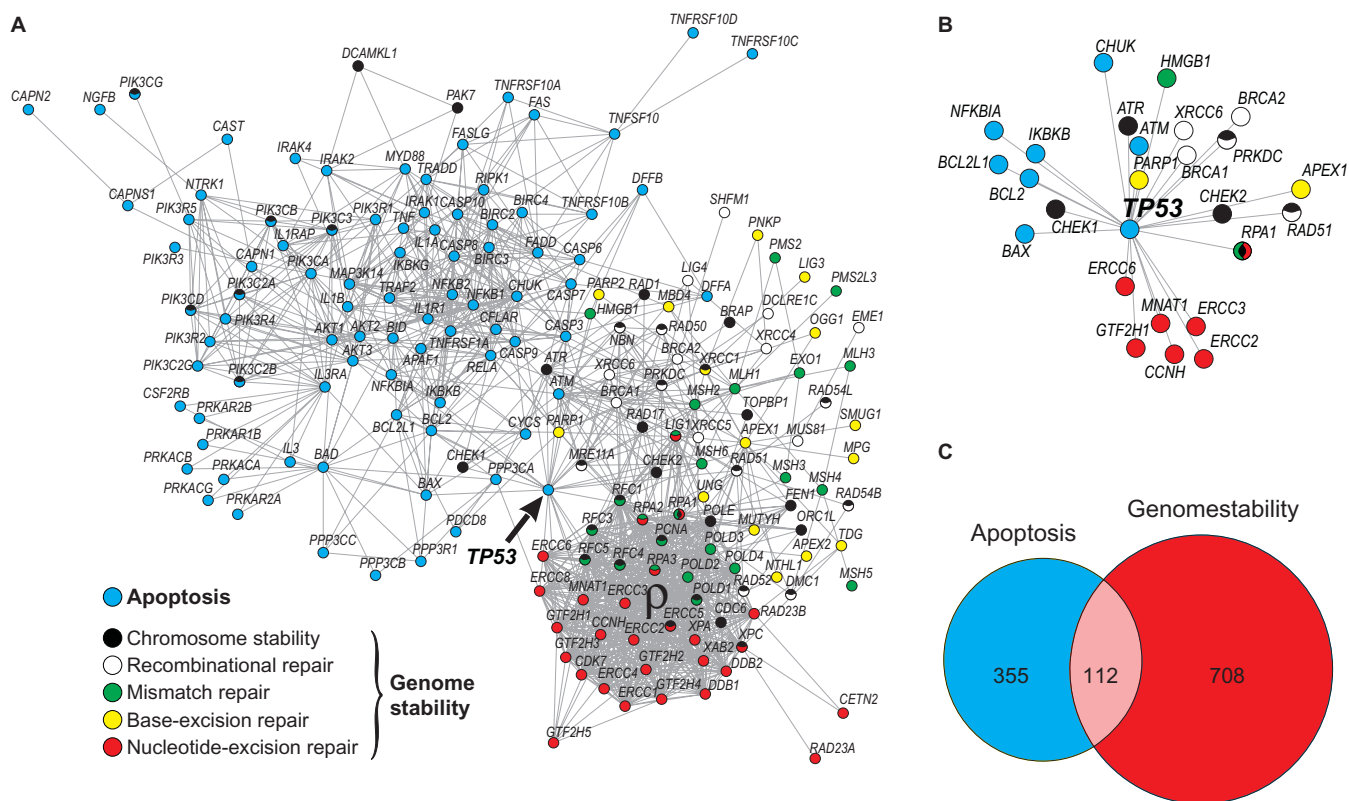 A
TNFRSF10D
TNFRSF10C
DCAMKL1
PIK3CG
NGFB
CAPN2
PAK7
TNFRSF10A
FAS
TNFSF10
CAST
FASLG
IRAK4
IRAK2
MYD88
TRADD
RIPK1
DFFB
CAPNS1
NTRK1
PIK3R5
PIK3CB
PIK3C3
PIK3R1
IRAK1
CASP10
BIRC4
TNF
BIRC2
TNFRSF10B
SHFM1
IL1RAP
IL1A
CASP8
FADD
CASP6
PNKP
PIK3R3
CAPN1
PIK3CA
IKBKG
BIRC3
PMS2
MAP3K14
LIG4
LIG3
PIK3C2A
NFKB2
CHUK
CASP7
PARP2
RAD1
MBD4
DFFA
PMS2L3
PIK3CD
IL1B
TRAF2
NFKB1
HMGB1
DCLRE1C
PIK3R4
IL1R1
CFLAR
BRAP
OGG1
EME1
PIK3R2
AKT1
AKT2
BID
TNFRSF1A
CASP3
NBN
RAD50
XRCC4
AKT3
CASP9
BRCA2
PIK3C2G
APAF1
RELA
ATR
XRCC6
PRKDC
XRCC1
EXO1
MLH3
PIK3C2B
NFKBIA
IKBKB
ATM
BRCA1
MSH2
MLH1
IL3RA
RAD54L
CSF2RB
PRKAR2B
BCL2L1
BCL2
CYCS
PARP1
RAD17
LIG1
XRCC5
TOPBP1
APEX1
MUS81
SMUG1
PRKAR1B
MPG
PRKACB
PRKACA
IL3
BAD
CHEK1
MRE11A
CHEK2
MSH6
RAD51
MSH3
MSH4
PRKACG
PRKAR2A
BAX
PPP3CA
RFC1
UNG
FEN1
RAD54B
RPA2
RPA1
POLE
ORC1L
PDCD8
RFC3
PCNA
MUTYH
TDG
PPP3CC
PPP3CB
PPP3R1
TP53
ERCC6
RFC5
RFC4
RPA3
POLD3
APEX2
POLD2
POLD4
NTHL1
MSH5
ERCC8
MNAT1
ERCC3
ρ
POLD1
RAD52
DMC1
GTF2H1
CCNH
ERCC2
ERCC5
CDC6
RAD23B
XPA
GTF2H3
GTF2H2
XAB2
XPC
CDK7
ERCC4
DDB2
ERCC1
GTF2H4
DDB1
CETN2
GTF2H5
RAD23A
Apoptosis
Chromosome stability
Recombinational repair
Mismatch repair
Base-excision repair
Nucleotide-excision repair
Genome
stability
B
CHUK
HMGB1
NFKBIA
ATR
XRCC6
BRCA2
IKBKB
ATM
BCL2L1
PARP1
BRCA1
PRKDC
APEX1
BCL2
TP53
CHEK2
CHEK1
RAD51
BAX
RPA1
ERCC6
MNAT1
ERCC3
GTF2H1
ERCC2
CCNH
C
Genomestability
Apoptosis
355
112
708